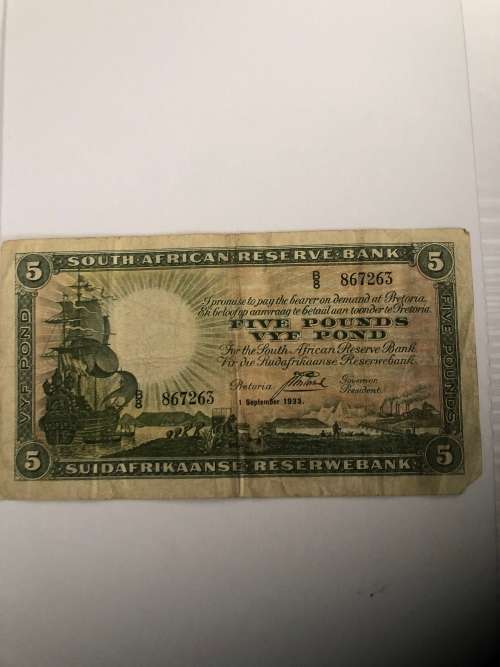 5 SOUTH·AFRICAN·RESERVE·BANK 5
B/8 867263
I promise to pay the bearer on demand at Pretoria.
Ek beloof op aanvraag te betaal aan toonder te Pretoria.
FIVE POUNDS
VYF POND
For the South African Reserve Bank.
Vir die Suidafrikaanse Reserwebank.
Pretoria. Governor.
President.
B/8 867263
1 September 1933.
VYF POND
FIVE POUNDS
5 SUIDAFRIKAANSE·RESERWEBANK 5